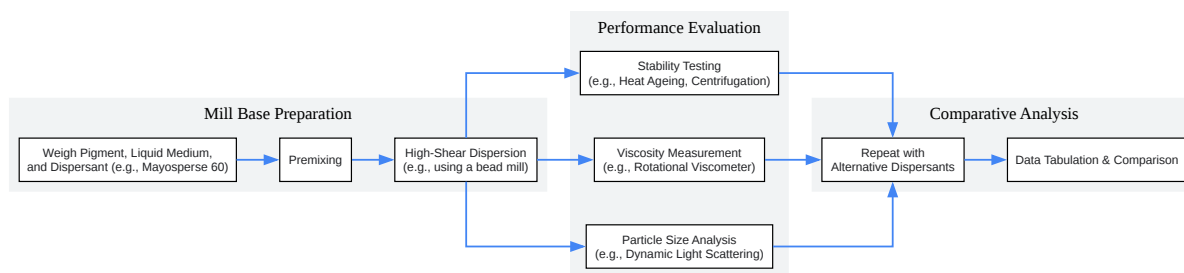 Performance Evaluation
Stability Testing
(e.g., Heat Ageing, Centrifugation)
Mill Base Preparation
Comparative Analysis
Weigh Pigment, Liquid Medium,
and Dispersant (e.g., Mayosperse 60)
Premixing
High-Shear Dispersion
(e.g., using a bead mill)
Viscosity Measurement
(e.g., Rotational Viscometer)
Repeat with
Alternative Dispersants
Data Tabulation & Comparison
Particle Size Analysis
(e.g., Dynamic Light Scattering)